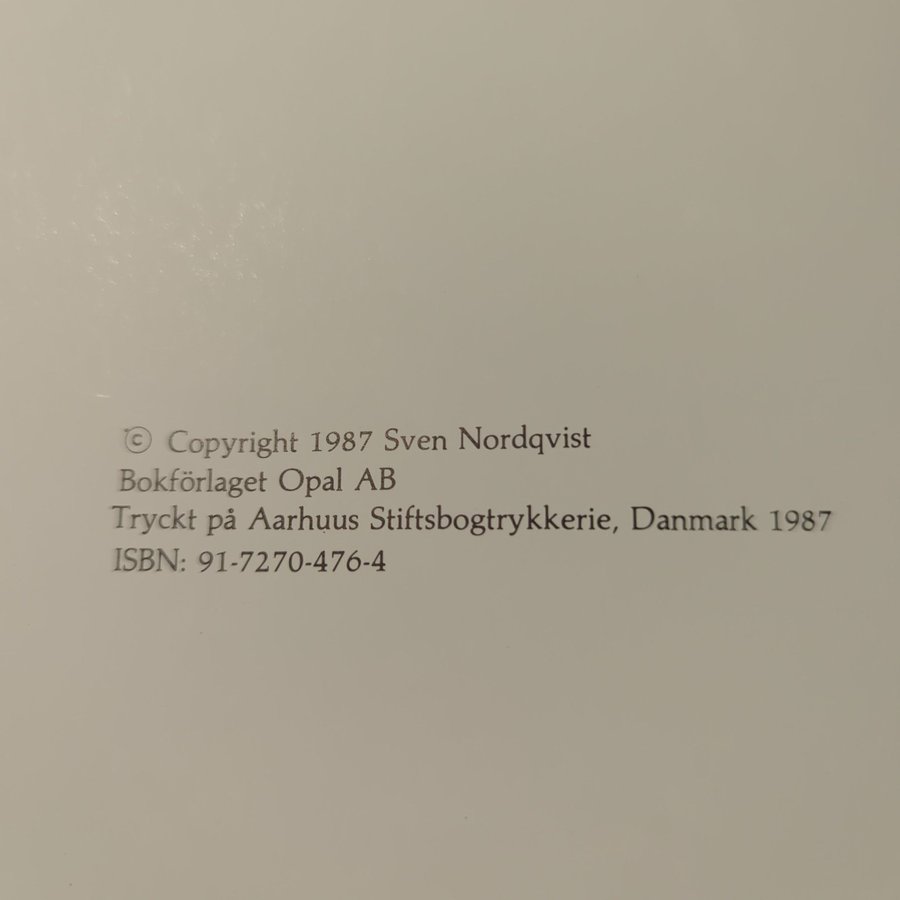 © Copyright 1987 Sven Nordqvist
Bokförlaget Opal AB
Tryckt på Aarhuus Stiftsbogtrykkerie, Danmark 1987
ISBN: 91-7270-476-4